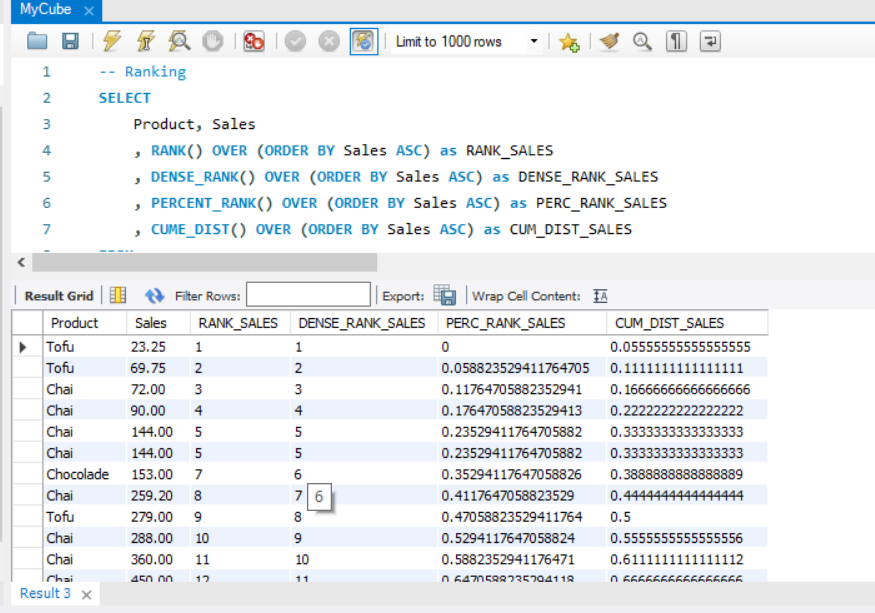 MyCube
Limit to 1000 rows
1 -- Ranking
2 SELECT
3 Product, Sales
4 , RANK() OVER (ORDER BY Sales ASC) as RANK_SALES
5 , DENSE_RANK() OVER (ORDER BY Sales ASC) as DENSE_RANK_SALES
6 , PERCENT_RANK() OVER (ORDER BY Sales ASC) as PERC_RANK_SALES
7 , CUME_DIST() OVER (ORDER BY Sales ASC) as CUM_DIST_SALES
Result Grid Filter Rows: Export: Wrap Cell Content: IA
Product Sales RANK_SALES DENSE_RANK_SALES PERC_RANK_SALES CUM_DIST_SALES
Tofu 23.25 1 1 0 0.05555555555555555
Tofu 69.75 2 2 0.058823529411764705 0.1111111111111111
Chai 72.00 3 3 0.11764705882352941 0.16666666666666666
Chai 90.00 4 4 0.17647058823529413 0.2222222222222222
Chai 144.00 5 5 0.23529411764705882 0.3333333333333333
Chai 144.00 5 5 0.23529411764705882 0.3333333333333333
Chocolade 153.00 7 6 0.35294117647058826 0.3888888888888889
Chai 259.20 8 7 6 0.4117647058823529 0.4444444444444444
Tofu 279.00 9 8 0.47058823529411764 0.5
Chai 288.00 10 9 0.5294117647058824 0.5555555555555556
Chai 360.00 11 10 0.5882352941176471 0.6111111111111112
Chai 450.00 12 11 0.6470588235294118 0.6666666666666666
Result 3